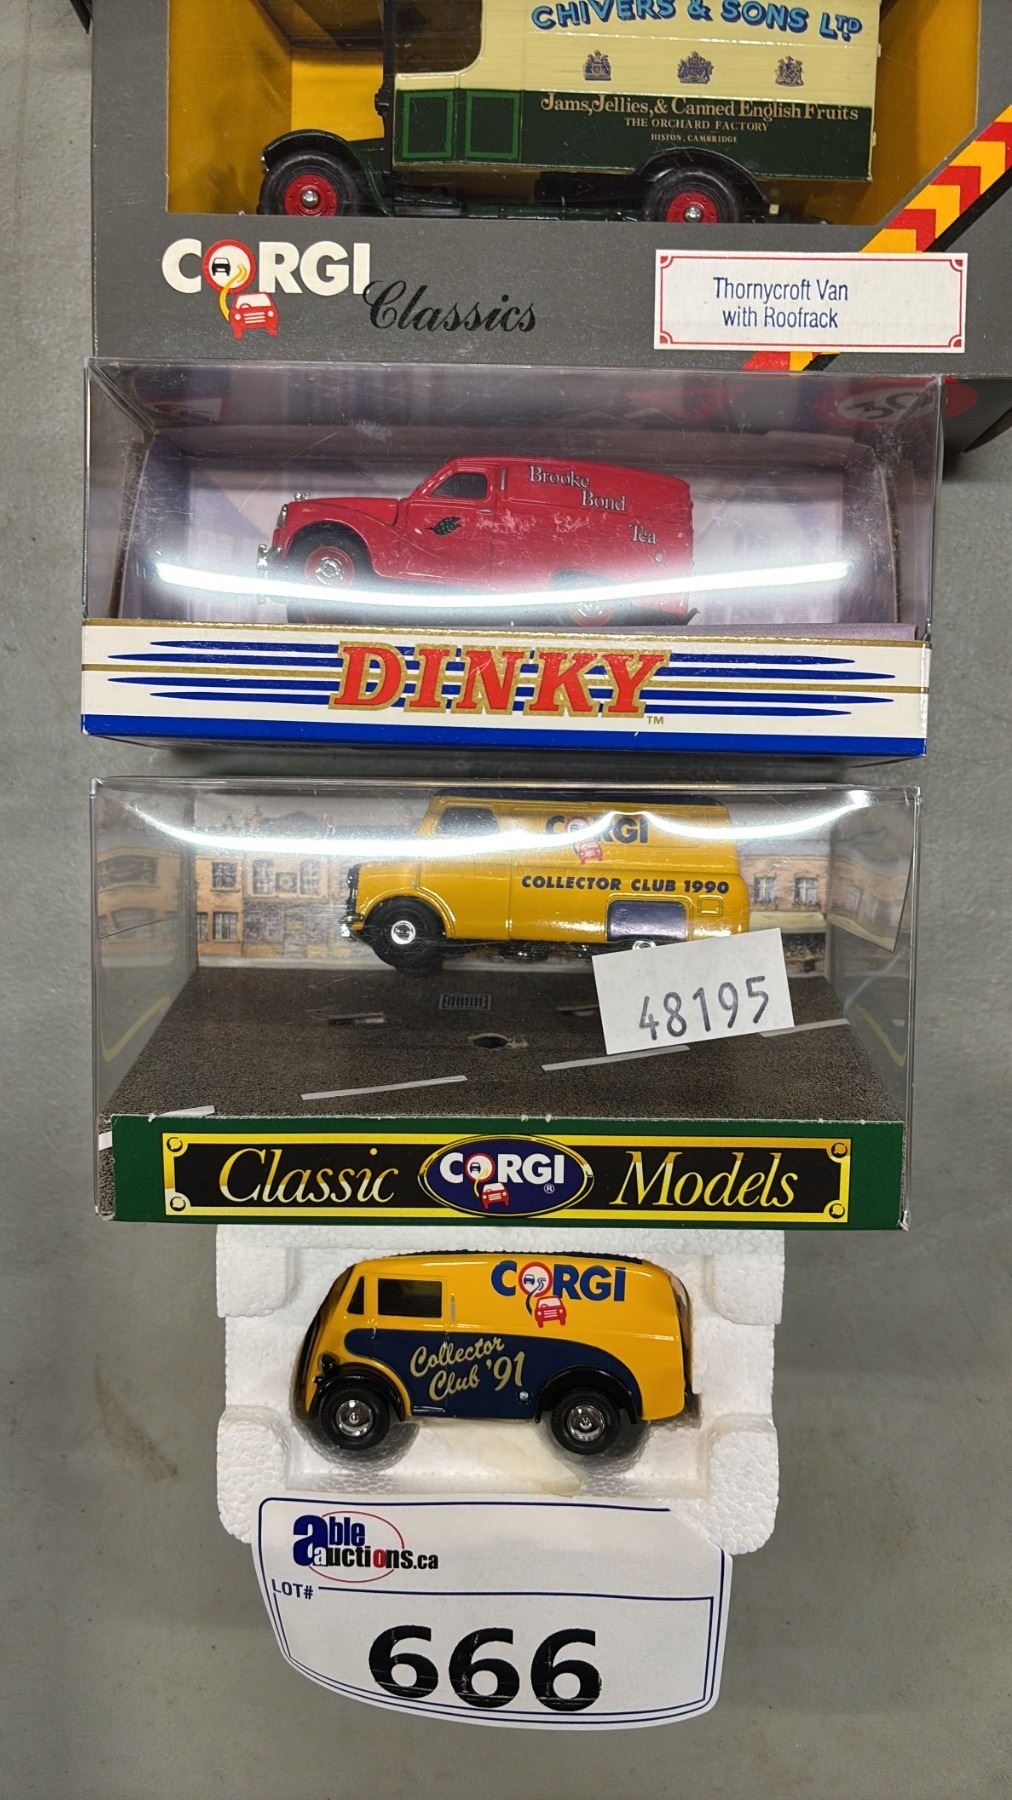 CHIVERS & SONS LTD
Jams, Jellies, & Canned English Fruits
THE ORCHARD FACTORY
HISTON, CAMBRIDGE
CORGI
Classics
Thornycroft Van
with Roofrack
Brooke
Bond
Tea
DINKY™
CORGI
COLLECTOR CLUB 1990
48195
Classic CORGI® Models
CORGI
Collector
Club '91
able
auctions.ca
LOT#
666